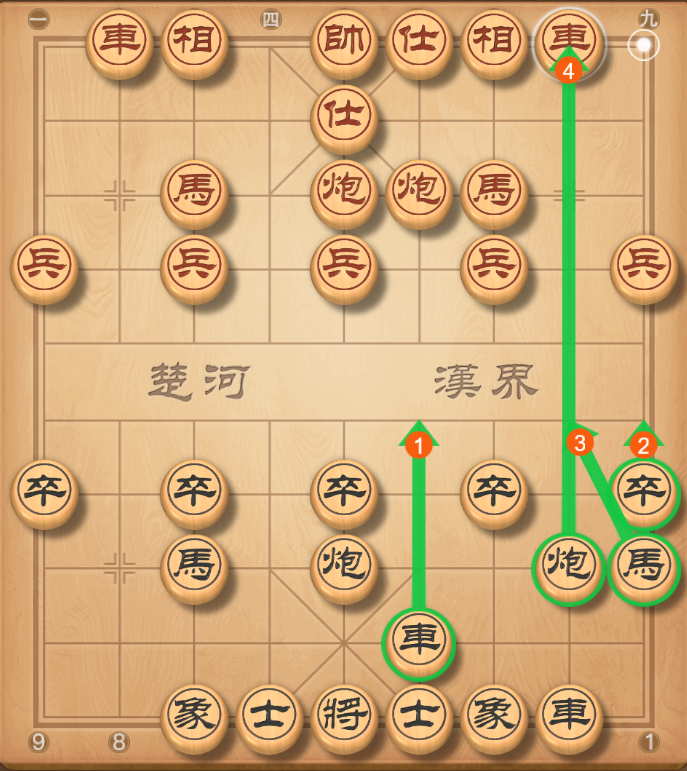 一 四 九
車 相 帥 仕 相 車
4
仕
馬 炮 炮 馬
兵 兵 兵 兵 兵
楚河 漢界
1 3 2
卒 卒 卒 卒 卒
馬 炮 炮 馬
車
象 士 將 士 象 車
9 8 1